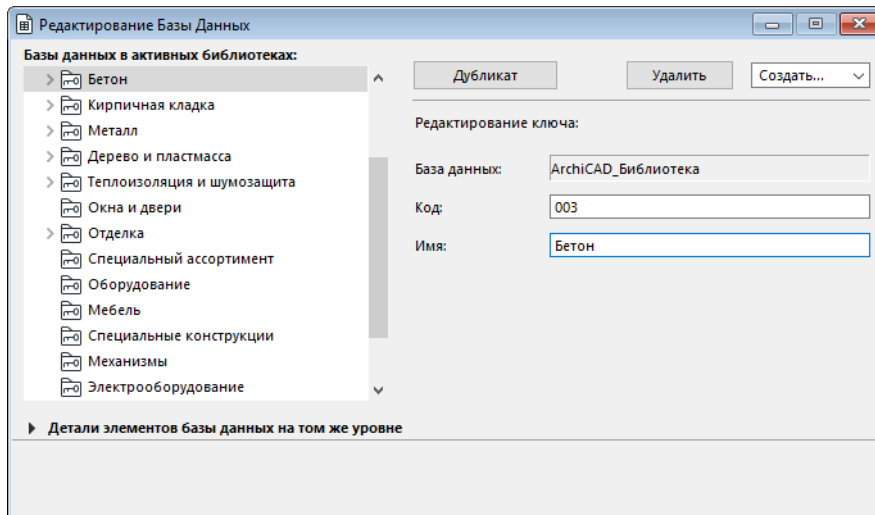 Редактирование Базы Данных
Базы данных в активных библиотеках:
Бетон
Кирпичная кладка
Металл
Дерево и пластмасса
Теплоизоляция и шумозащита
Окна и двери
Отделка
Специальный ассортимент
Оборудование
Мебель
Специальные конструкции
Механизмы
Электрооборудование
Дубликат
Удалить
Создать...
Редактирование ключа:
База данных: ArchiCAD_Библиотека
Код: 003
Имя: Бетон
Детали элементов базы данных на том же уровне